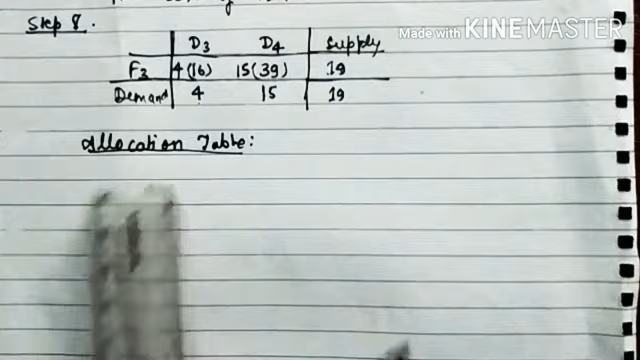 Step 8.
Made with KINEMASTER
D3 D4 Supply
F3 4(16) 15(39) 19
Demand 4 15 19
Allocation Table: